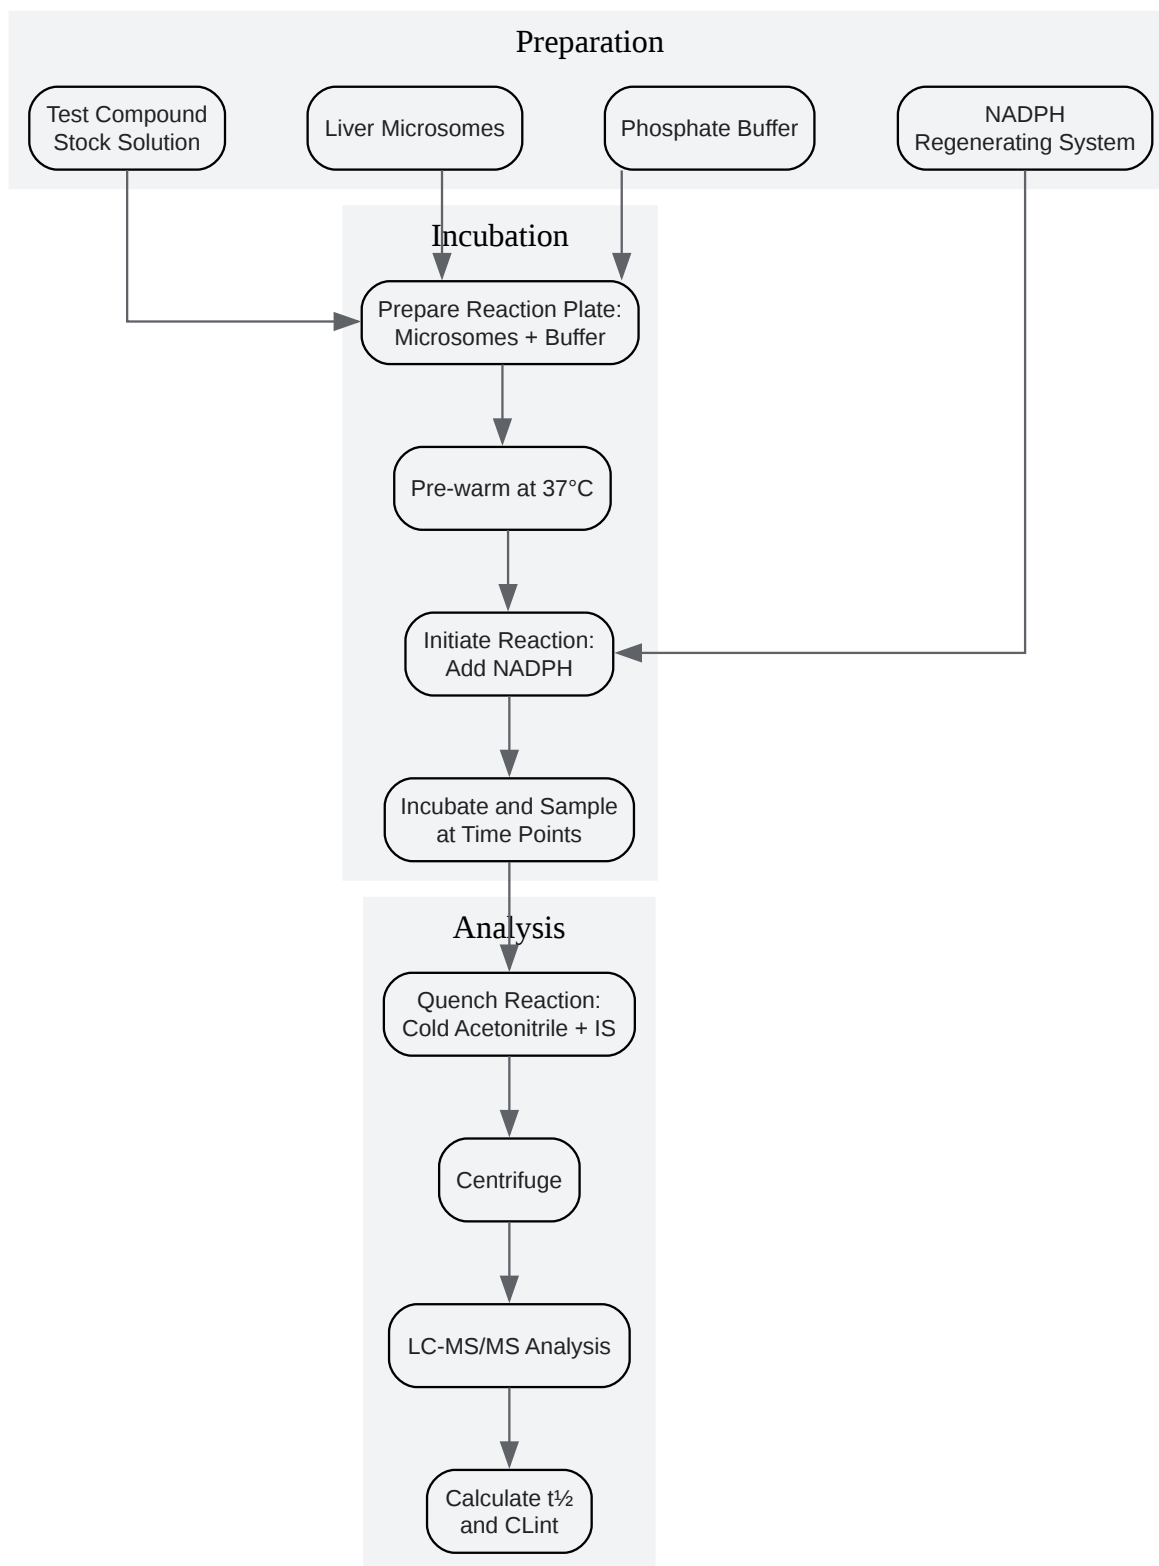 Preparation
Test Compound
Stock Solution
Liver Microsomes
Phosphate Buffer
NADPH
Regenerating System
Incubation
Prepare Reaction Plate:
Microsomes + Buffer
Pre-warm at 37°C
Initiate Reaction:
Add NADPH
Incubate and Sample
at Time Points
Analysis
Quench Reaction:
Cold Acetonitrile + IS
Centrifuge
LC-MS/MS Analysis
Calculate t½
and CLint